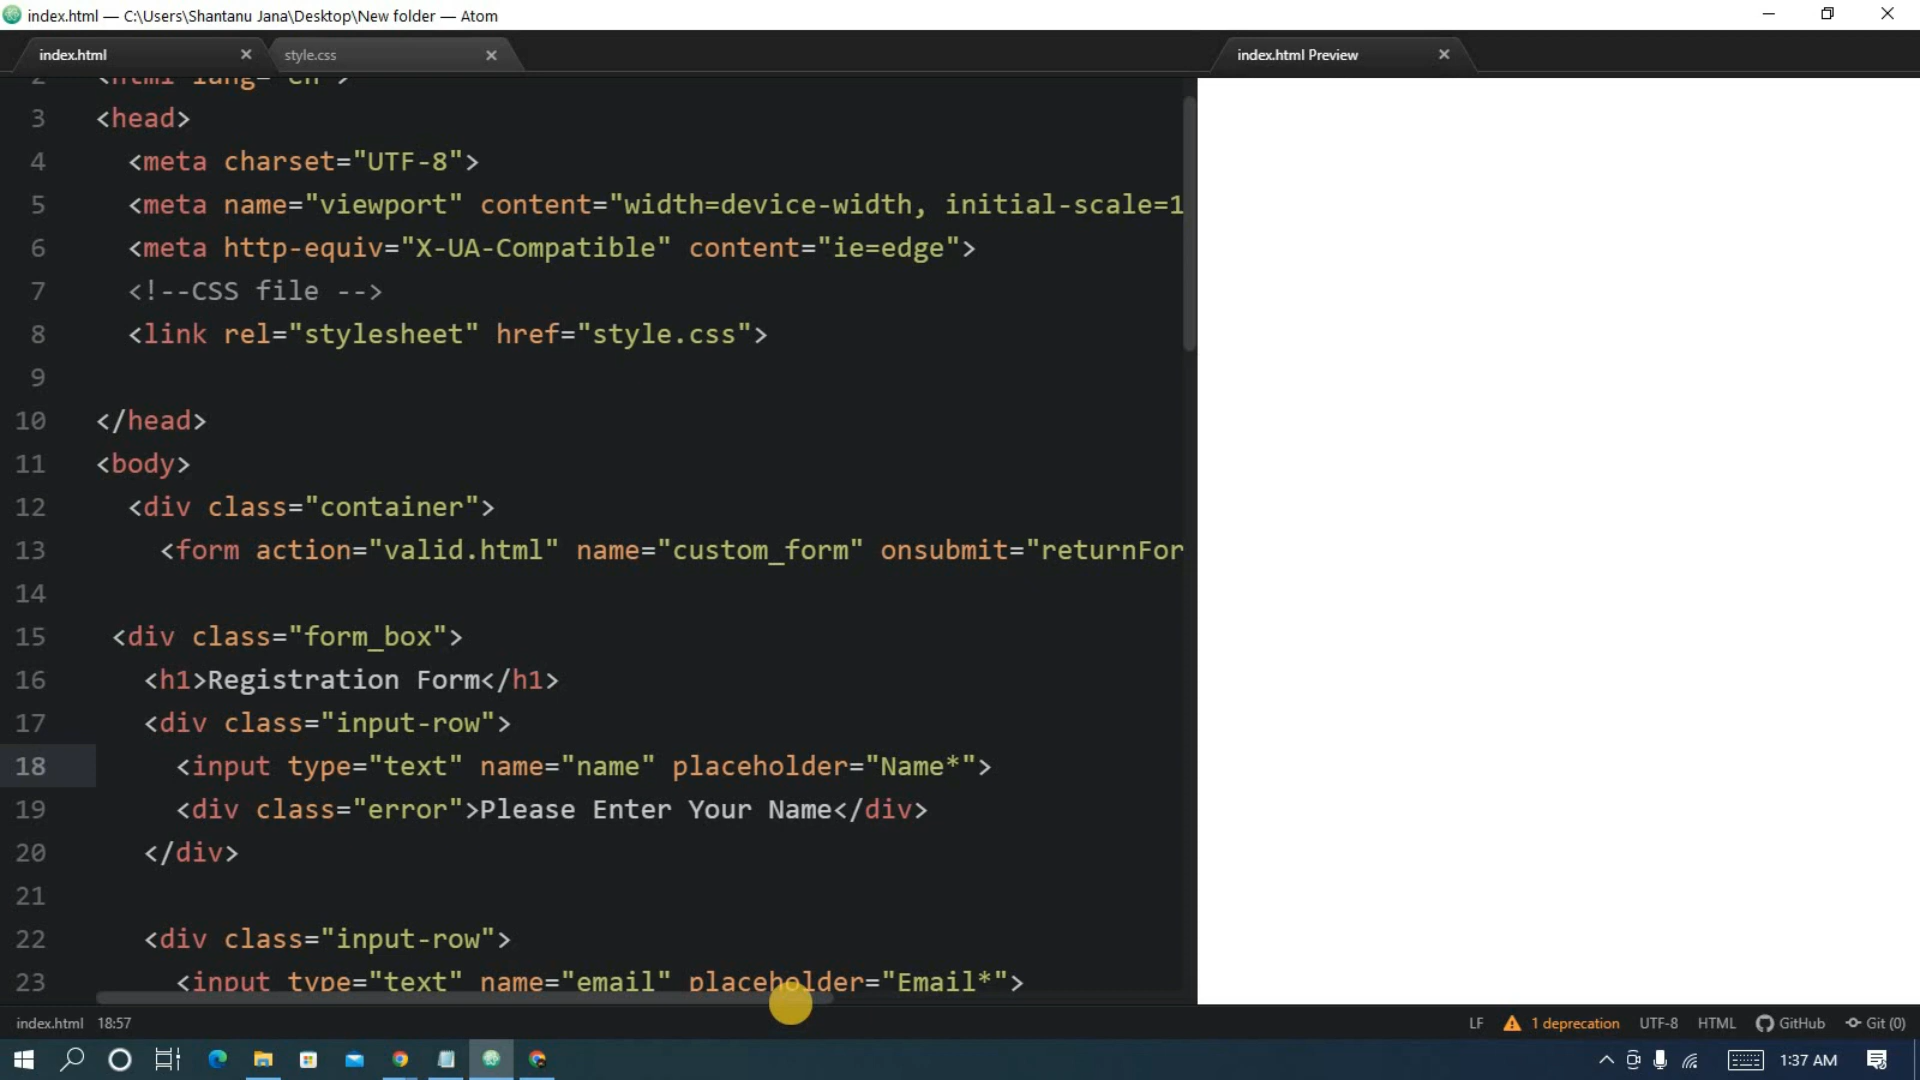 index.html — C:\Users\Shantanu Jana\Desktop\New folder — Atom
index.html
style.css
index.html Preview
2 <html lang="en">
3 <head>
4 <meta charset="UTF-8">
5 <meta name="viewport" content="width=device-width, initial-scale=1
6 <meta http-equiv="X-UA-Compatible" content="ie=edge">
7 <!--CSS file -->
8 <link rel="stylesheet" href="style.css">
9
10 </head>
11 <body>
12 <div class="container">
13 <form action="valid.html" name="custom_form" onsubmit="returnFor
14
15 <div class="form_box">
16 <h1>Registration Form</h1>
17 <div class="input-row">
18 <input type="text" name="name" placeholder="Name*">
19 <div class="error">Please Enter Your Name</div>
20 </div>
21
22 <div class="input-row">
23 <input type="text" name="email" placeholder="Email*">
index.html 18:57
LF 1 deprecation UTF-8 HTML GitHub Git (0)
1:37 AM